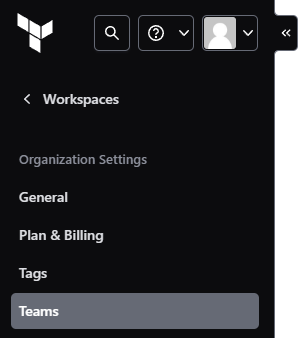 Workspaces
Organization Settings
General
Plan & Billing
Tags
Teams